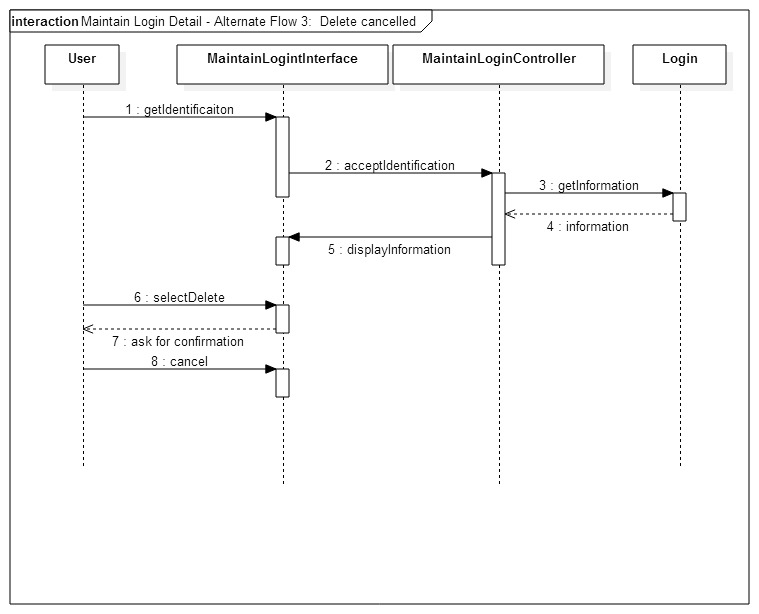 interaction Maintain Login Detail - Alternate Flow 3: Delete cancelled
User
MaintainLogintInterface
MaintainLoginController
Login
1 : getIdentificaiton
2 : acceptIdentification
3 : getInformation
4 : information
5 : displayInformation
6 : selectDelete
7 : ask for confirmation
8 : cancel